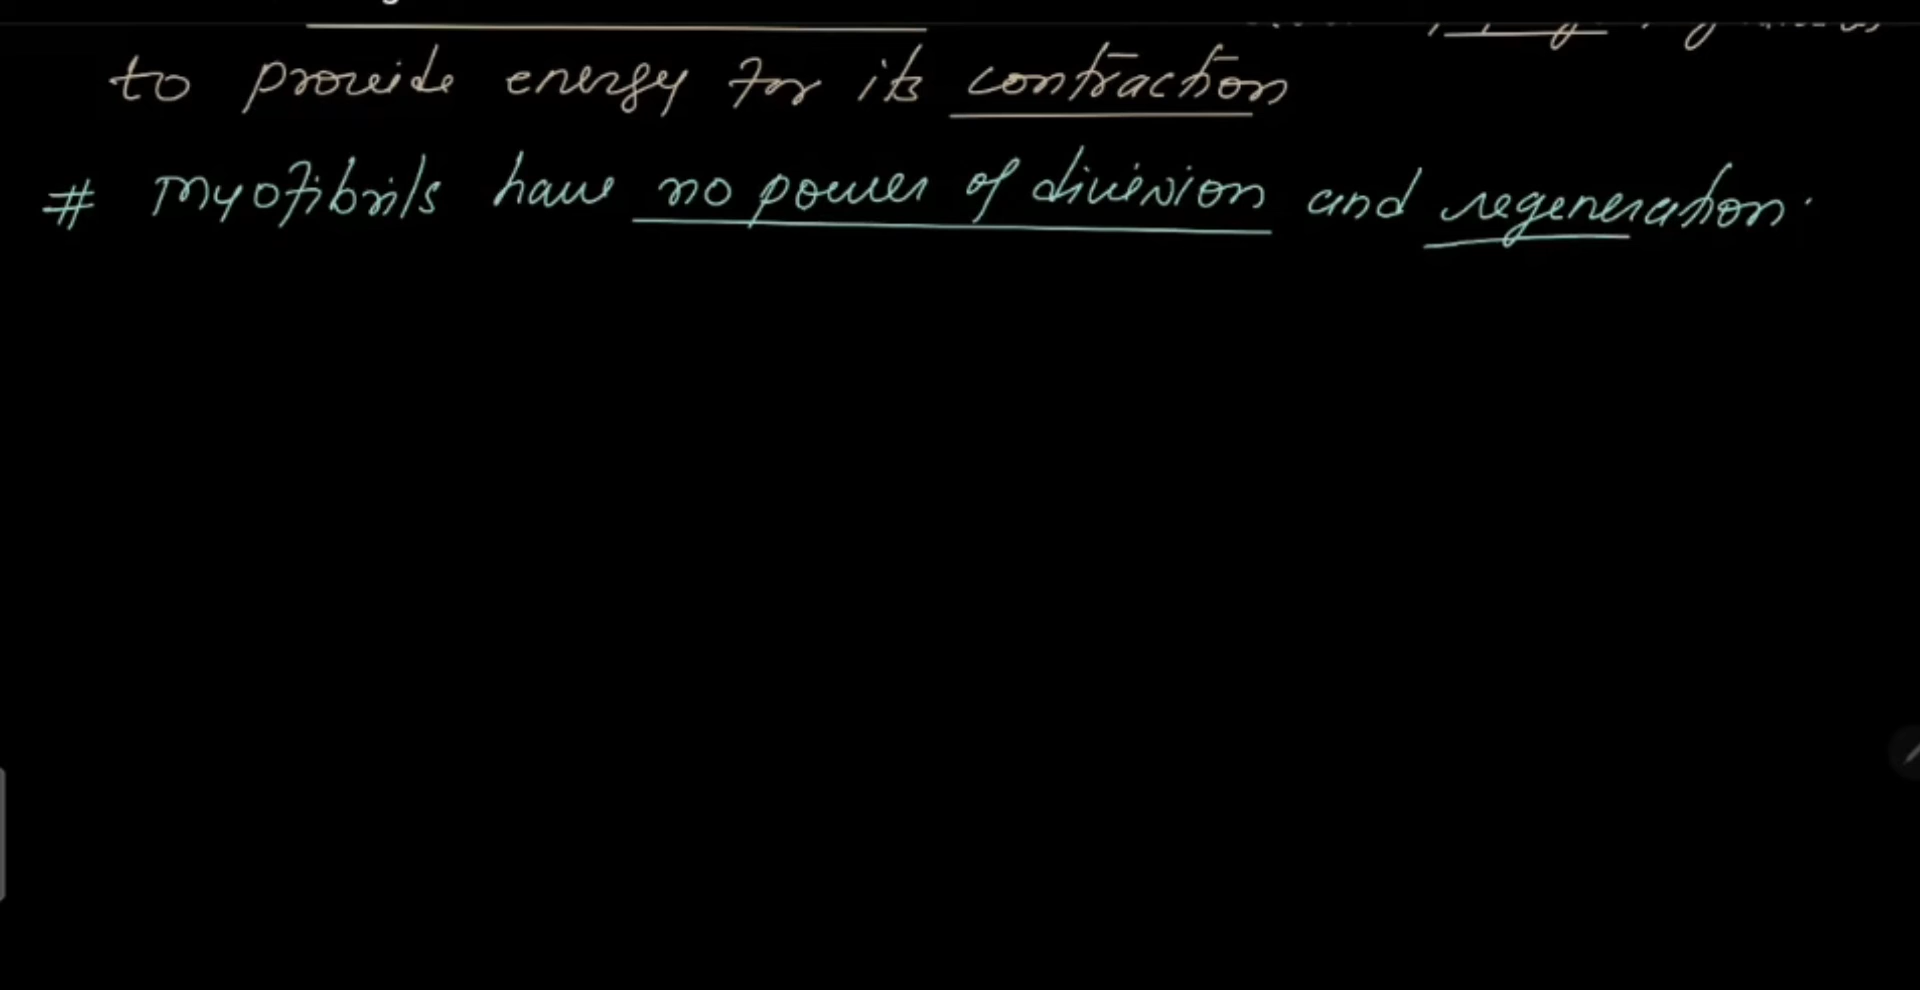 to provide energy for its contraction
# myofibrils have no power of division and regeneration.